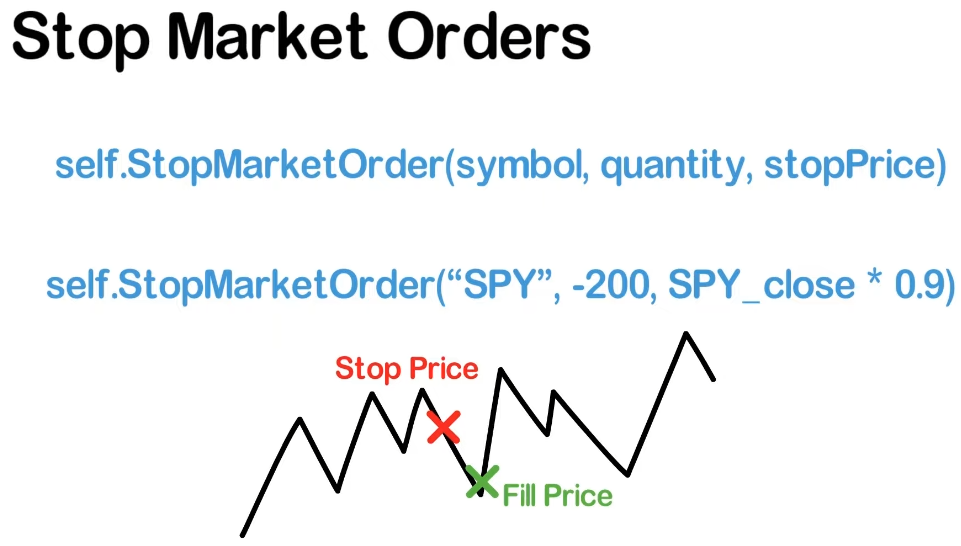 Stop Market Orders
self.StopMarketOrder(symbol, quantity, stopPrice)
self.StopMarketOrder(“SPY”, -200, SPY_close * 0.9)
Stop Price
Fill Price